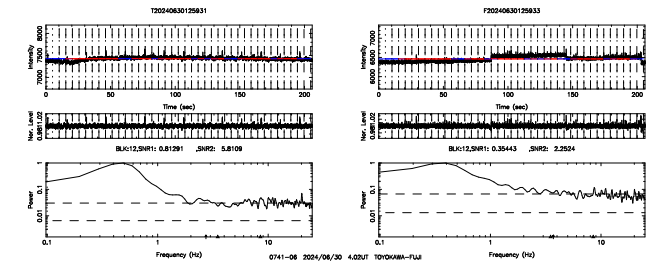 T20240630125931
F20240630125933
8000
7500
7000
Intensity
7000
6500
6000
Intensity
0 50 100 150 200
0 50 100 150 200
Time (sec)
Time (sec)
Nor. Level
Nor. Level
BLK:12,SNR1: 0.81291 ,SNR2: 5.8109
BLK:12,SNR1: 0.35443 ,SNR2: 2.2524
1
0.1
0.01
Power
1
0.1
0.01
Power
0.1 1 10
0.1 1 10
Frequency (Hz)
Frequency (Hz)
0741-06 2024/06/30 4.02UT TOYOKAWA-FUJI